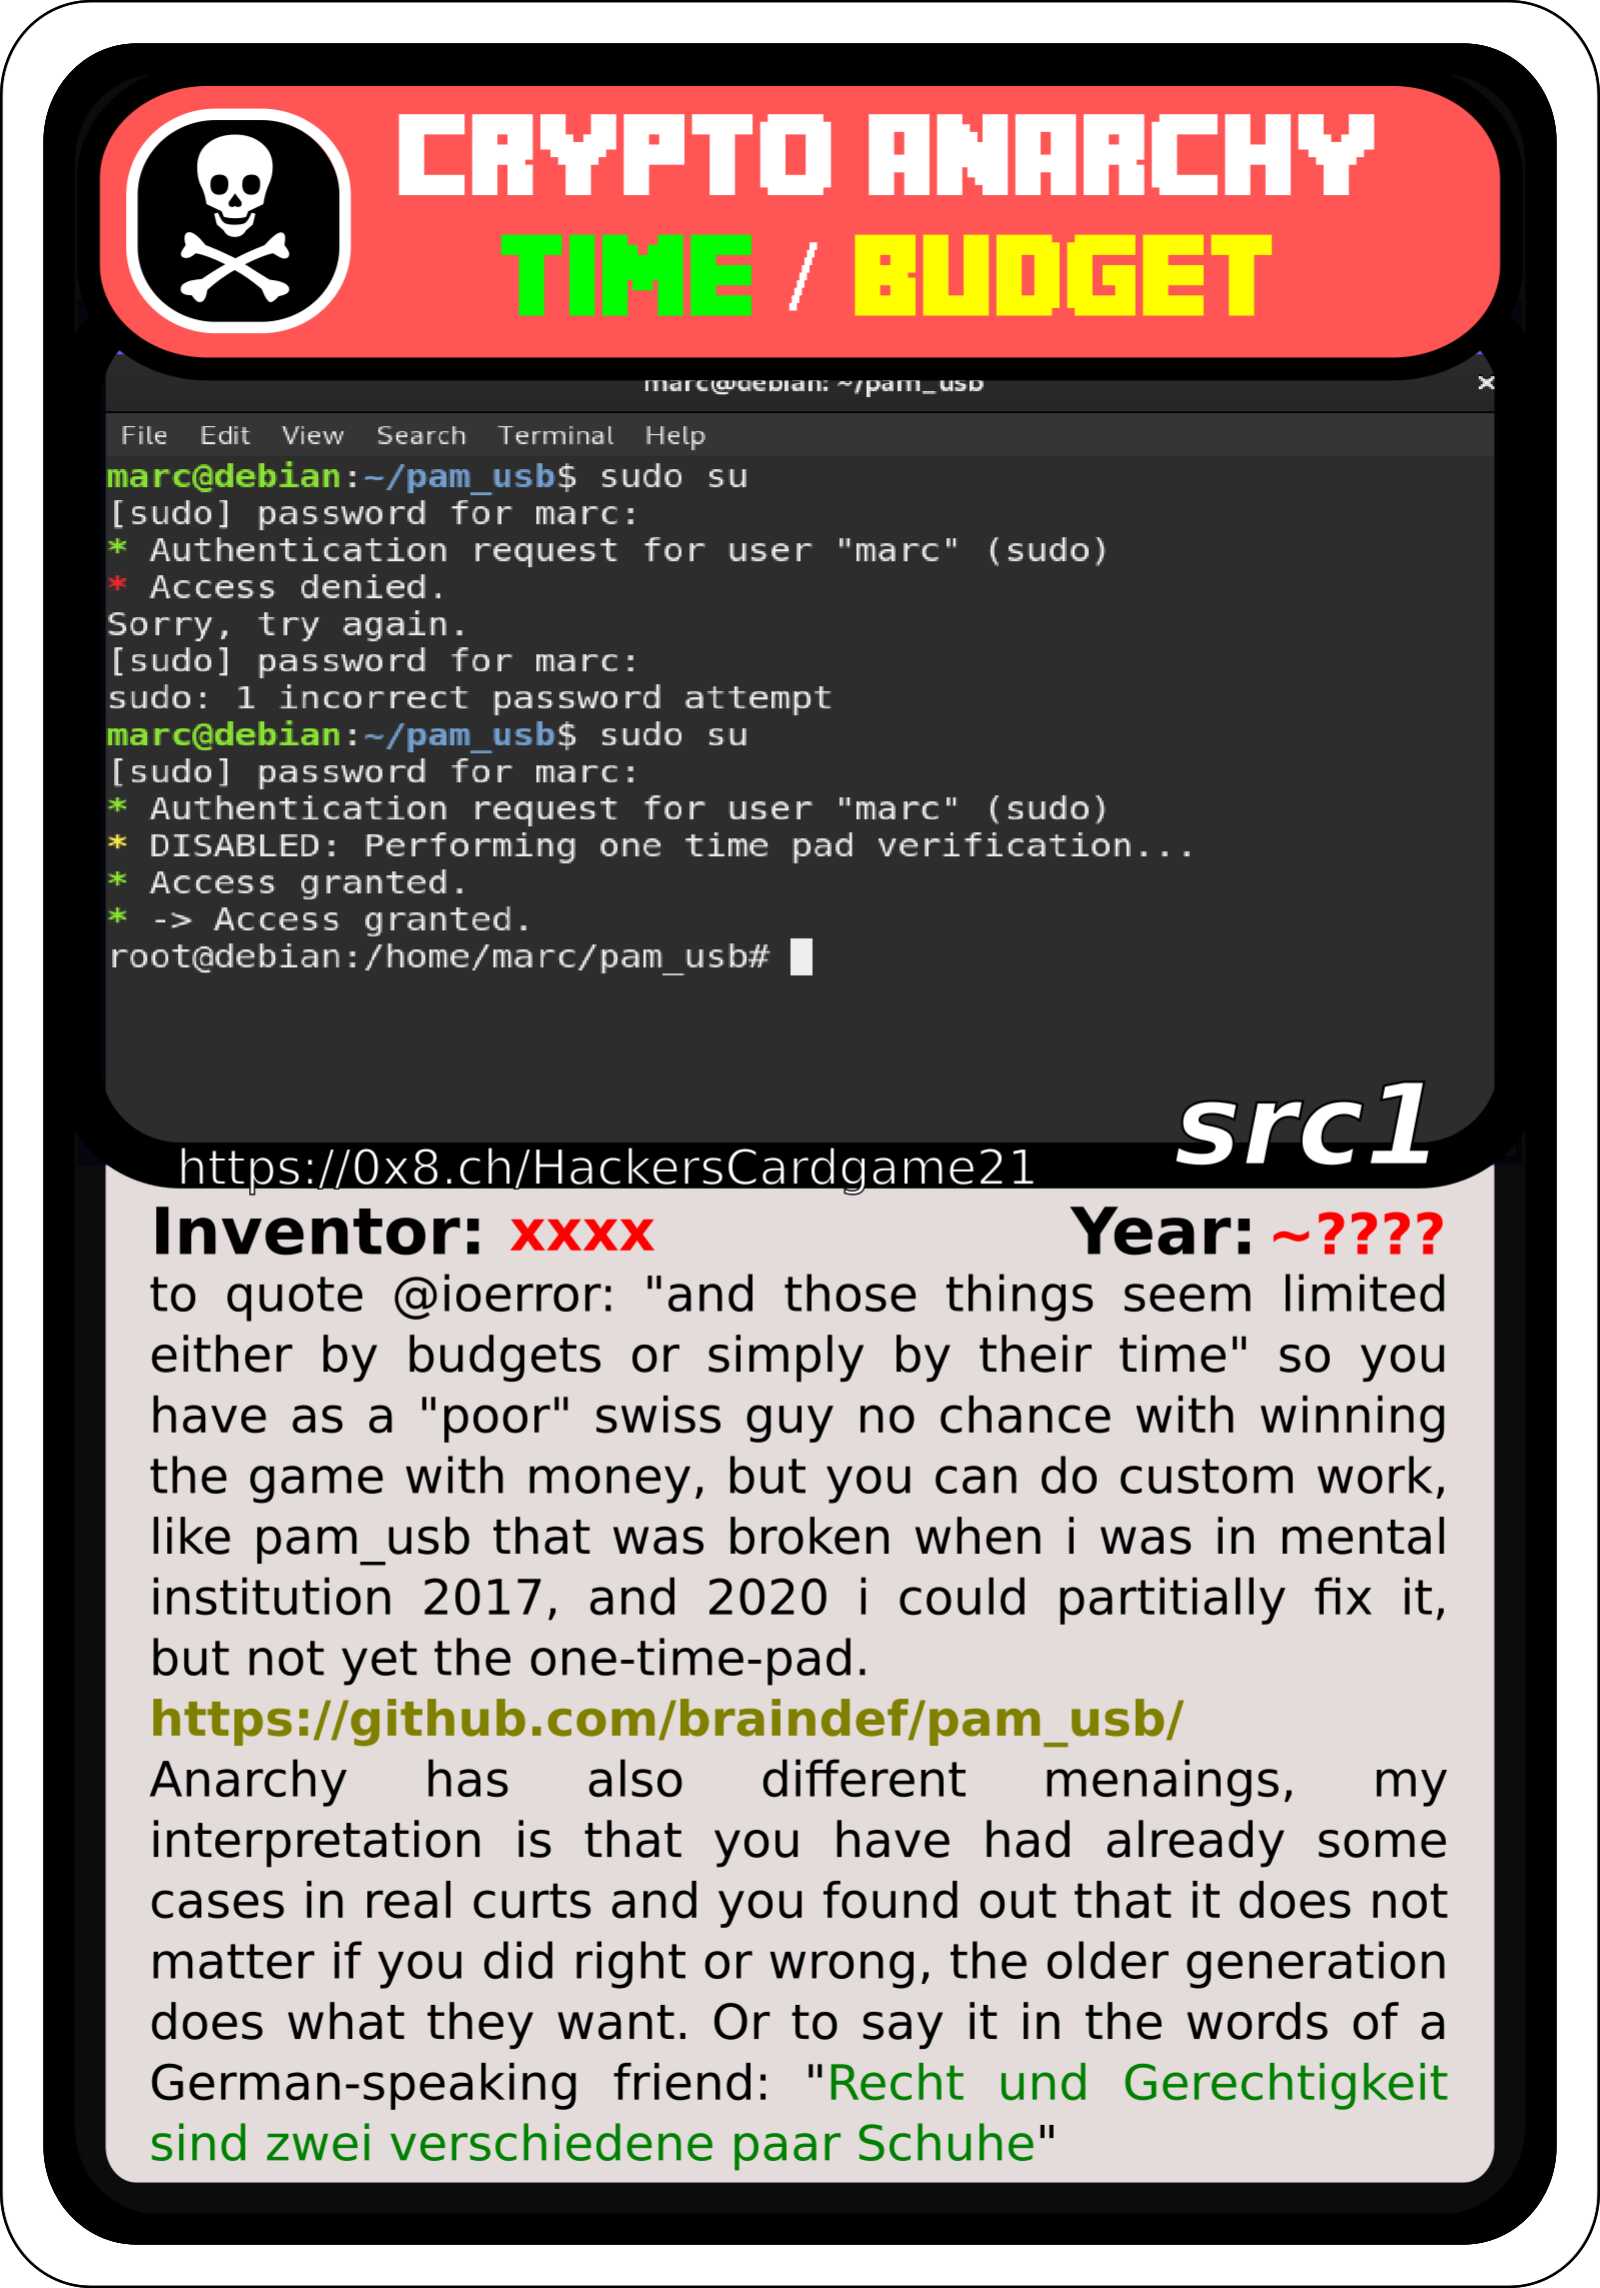 CRYPTO ANARCHY
TIME / BUDGET
marc@debian: ~/pam_usb ×
File Edit View Search Terminal Help
marc@debian:~/pam_usb$ sudo su
[sudo] password for marc:
* Authentication request for user "marc" (sudo)
* Access denied.
Sorry, try again.
[sudo] password for marc:
sudo: 1 incorrect password attempt
marc@debian:~/pam_usb$ sudo su
[sudo] password for marc:
* Authentication request for user "marc" (sudo)
* DISABLED: Performing one time pad verification...
* Access granted.
* -> Access granted.
root@debian:/home/marc/pam_usb#
src1
https://0x8.ch/HackersCardgame21
Inventor: xxxx Year: ~????
to quote @ioerror: "and those things seem limited
either by budgets or simply by their time" so you
have as a "poor" swiss guy no chance with winning
the game with money, but you can do custom work,
like pam_usb that was broken when i was in mental
institution 2017, and 2020 i could partitially fix it,
but not yet the one-time-pad.
https://github.com/braindef/pam_usb/
Anarchy has also different menaings, my
interpretation is that you have had already some
cases in real curts and you found out that it does not
matter if you did right or wrong, the older generation
does what they want. Or to say it in the words of a
German-speaking friend: "Recht und Gerechtigkeit
sind zwei verschiedene paar Schuhe"